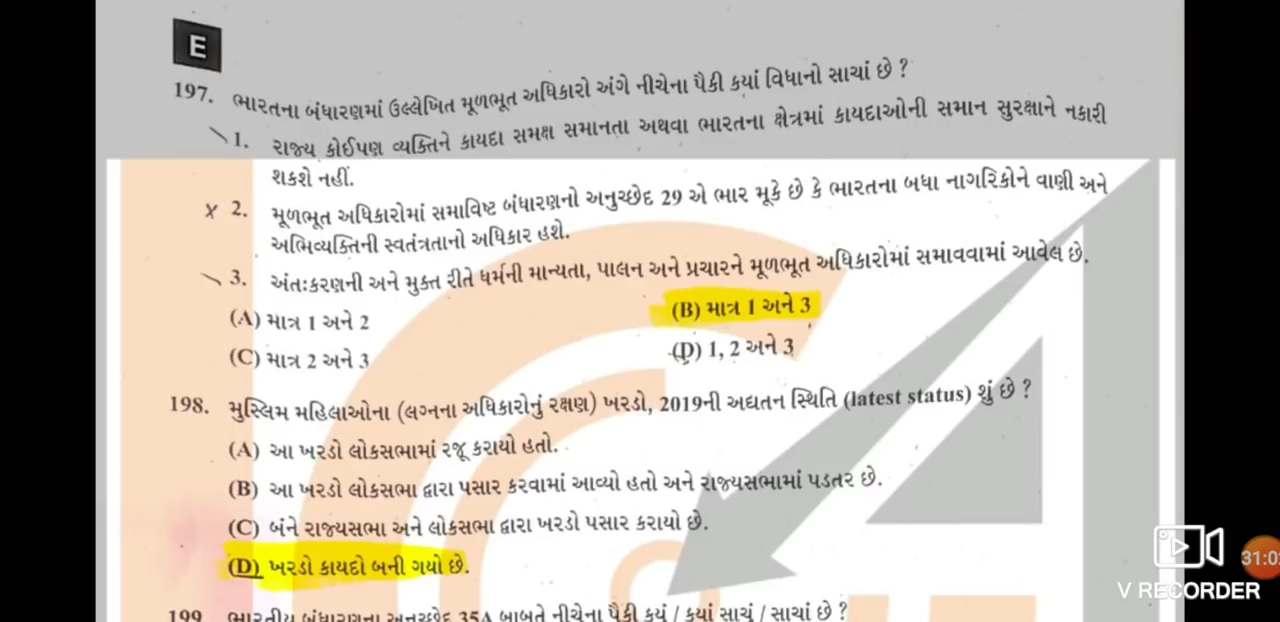 E
197. ભારતના બંધારણમાં ઉલ્લેખિત મૂળભૂત અધિકારો અંગે નીચેના પૈકી કયાં વિધાનો સાચાં છે ?
1. રાજ્ય કોઈપણ વ્યક્તિને કાયદા સમક્ષ સમાનતા અથવા ભારતના ક્ષેત્રમાં કાયદાઓની સમાન સુરક્ષાને નકારી
શકશે નહીં.
x 2. મૂળભૂત અધિકારોમાં સમાવિષ્ટ બંધારણનો અનુચ્છેદ 29 એ ભાર મૂકે છે કે ભારતના બધા નાગરિકોને વાણી અને
અભિવ્યક્તિની સ્વતંત્રતાનો અધિકાર હશે.
3. અંતઃકરણની અને મુક્ત રીતે ધર્મની માન્યતા, પાલન અને પ્રચારને મૂળભૂત અધિકારોમાં સમાવવામાં આવેલ છે.
(A) માત્ર 1 અને 2 (B) માત્ર 1 અને 3
(C) માત્ર 2 અને 3 (D) 1, 2 અને 3
198. મુસ્લિમ મહિલાઓના (લગ્નના અધિકારોનું રક્ષણ) ખરડો, 2019ની અદ્યતન સ્થિતિ (latest status) શું છે ?
(A) આ ખરડો લોકસભામાં રજૂ કરાયો હતો.
(B) આ ખરડો લોકસભા દ્વારા પસાર કરવામાં આવ્યો હતો અને રાજ્યસભામાં પડતર છે.
(C) બંને રાજ્યસભા અને લોકસભા દ્વારા ખરડો પસાર કરાયો છે.
(D) ખરડો કાયદો બની ગયો છે.
199 ભારતીય બંધારણના અનુચ્છેદ 35A બાબતે નીચેના પૈકી કયું / કયાં સાચું / સાચાં છે ?
V RECORDER
31:02